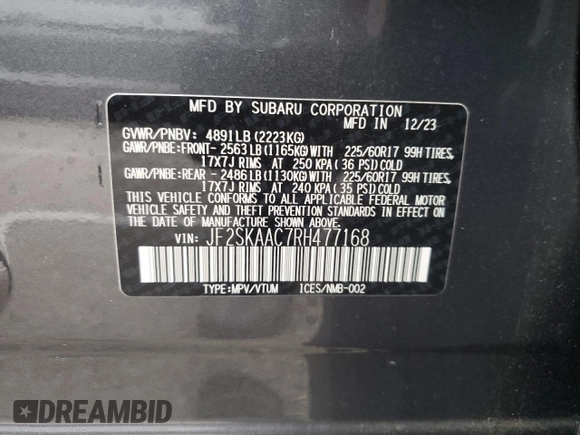 MFD BY SUBARU CORPORATION
MFD IN 12/23
GVWR/PNBV: 4891LB (2223KG)
GAWR/PNBE:FRONT- 2563LB (1165KG) WITH 225/60R17 99H TIRES,
17X7J RIMS AT 250 KPA (36 PSI) COLD
GAWR/PNBE:REAR - 2486LB (1130KG) WITH 225/60R17 99H TIRES,
17X7J RIMS AT 240 KPA (35 PSI) COLD
THIS VEHICLE CONFORMS TO ALL APPLICABLE FEDERAL MOTOR
VEHICLE SAFETY AND THEFT PREVENTION STANDARDS IN EFFECT ON
THE DATE OF MANUFACTURE SHOWN ABOVE.
VIN: JF2SKAAC7RH477168
TYPE:MPV/VTUM ICES/NMB-002
DREAMBID